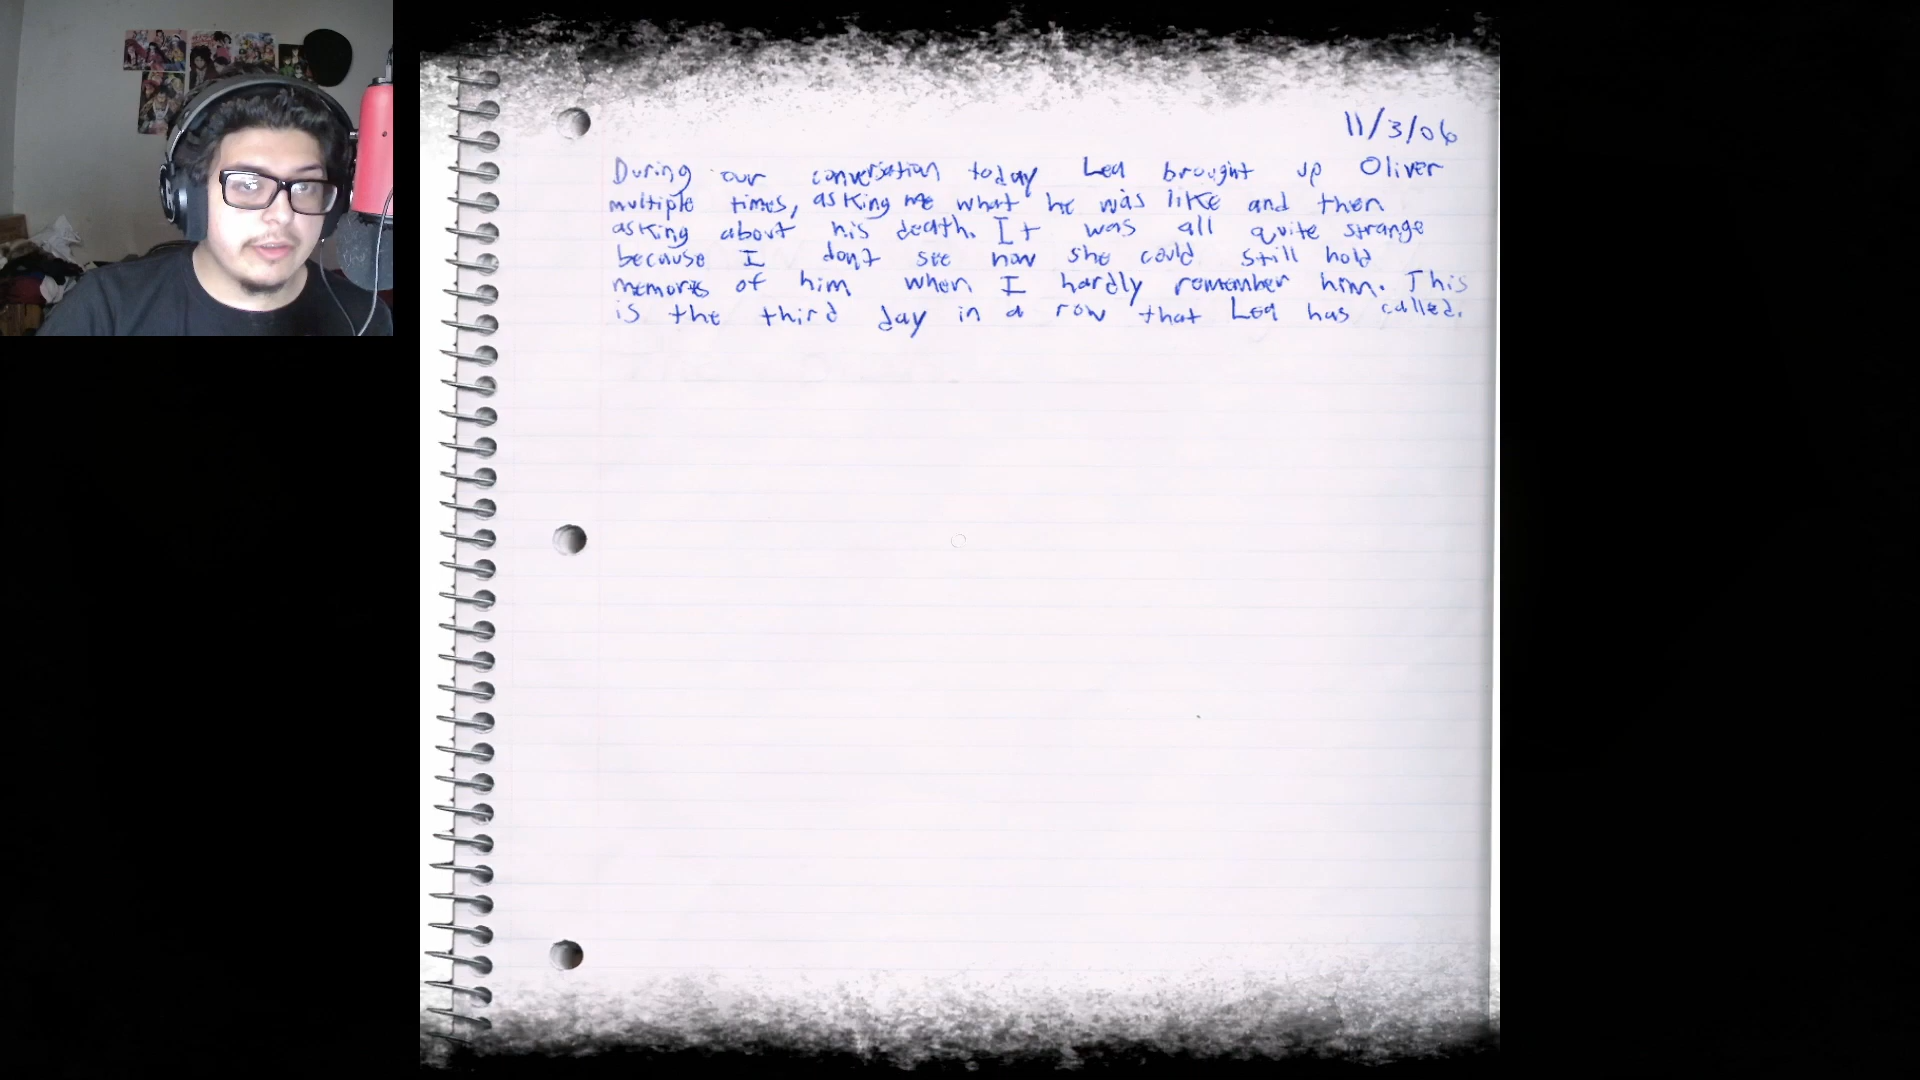 11/3/06
During our conversation today Lea brought up Oliver
multiple times, asking me what he was like and then
asking about his death. It was all quite strange
because I don't see how she could still hold
memories of him when I hardly remember him. This
is the third day in a row that Lea has called.